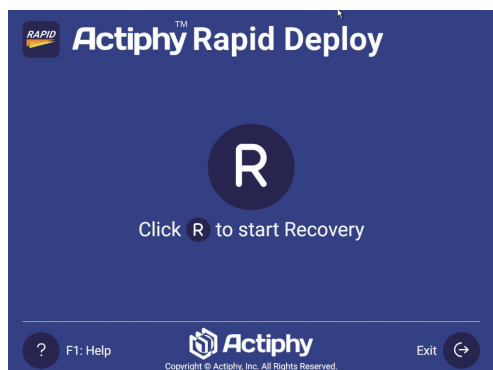 RAPID
Actiphy™ Rapid Deploy
R
Click R to start Recovery
? F1: Help
Actiphy
Exit
Copyright © Actiphy, Inc. All Rights Reserved.